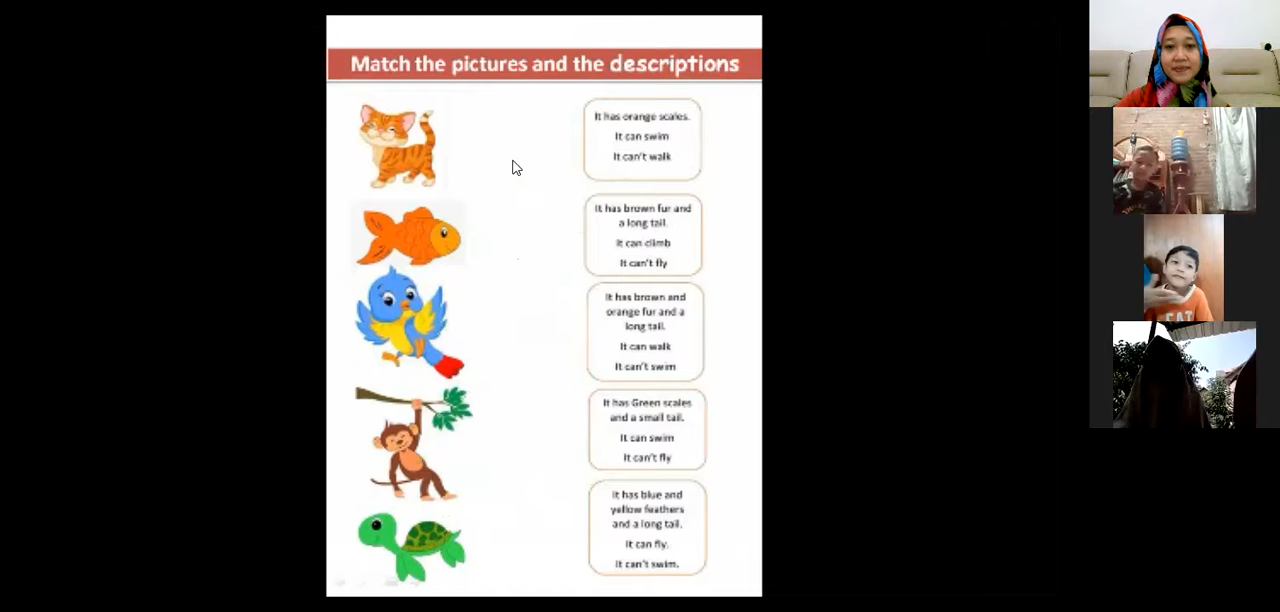 Match the pictures and the descriptions
It has orange scales.
It can swim
It can't walk
It has brown fur and
a long tail.
It can climb
It can't fly
It has brown and
orange fur and a
long tail.
It can walk
It can't swim
It has Green scales
and a small tail.
It can swim
It can't fly
It has blue and
yellow feathers
and a long tail.
It can fly.
It can't swim.